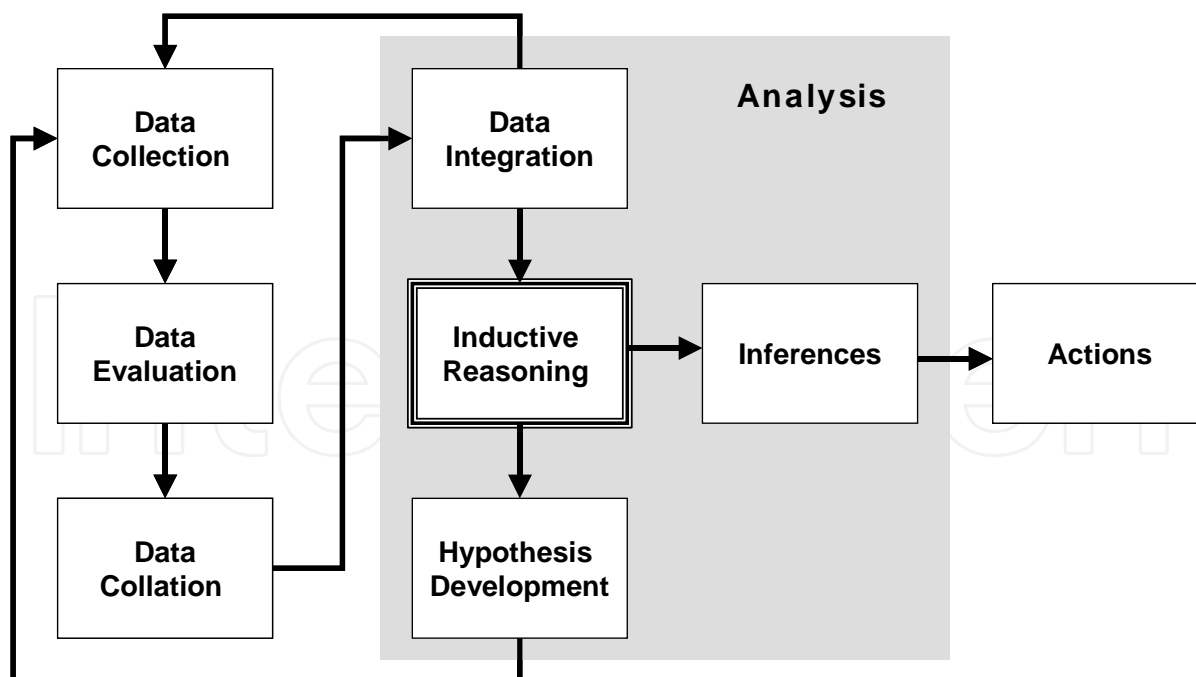 Data
Collection
Data
Evaluation
Data
Collation
Analysis
Data
Integration
Inductive
Reasoning
Hypothesis
Development
Inferences
Actions